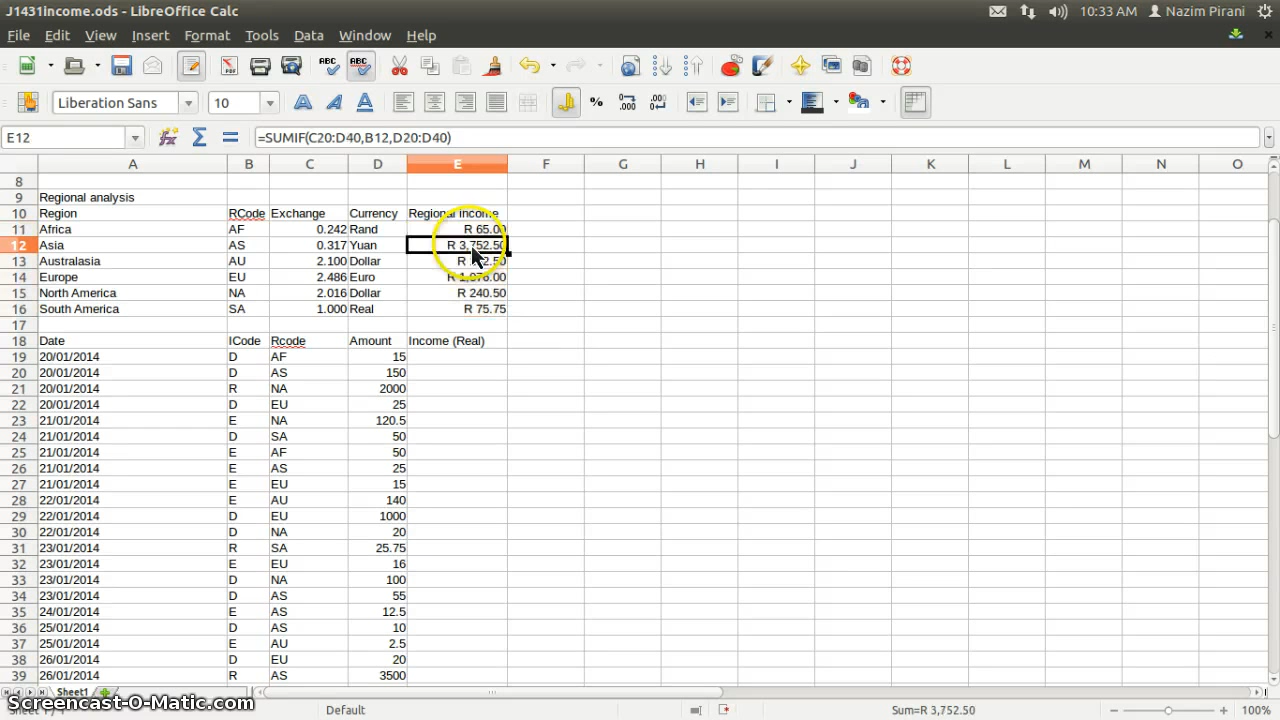 J1431income.ods - LibreOffice Calc
10:33 AM
Nazim Pirani
File Edit View Insert Format Tools Data Window Help
Liberation Sans
10
E12
=SUMIF(C20:D40,B12,D20:D40)
A B C D E F G H I J K L M N O
8
9 Regional analysis
10 Region RCode Exchange Currency Regional Income
11 Africa AF 0.242 Rand R 65.00
12 Asia AS 0.317 Yuan R 3,752.50
13 Australasia AU 2.100 Dollar R 2.50
14 Europe EU 2.486 Euro R 1,076.00
15 North America NA 2.016 Dollar R 240.50
16 South America SA 1.000 Real R 75.75
17
18 Date ICode Rcode Amount Income (Real)
19 20/01/2014 D AF 15
20 20/01/2014 D AS 150
21 20/01/2014 R NA 2000
22 20/01/2014 D EU 25
23 21/01/2014 E NA 120.5
24 21/01/2014 D SA 50
25 21/01/2014 E AF 50
26 21/01/2014 E AS 25
27 21/01/2014 E EU 15
28 22/01/2014 E AU 140
29 22/01/2014 D EU 1000
30 22/01/2014 D NA 20
31 23/01/2014 R SA 25.75
32 23/01/2014 E EU 16
33 23/01/2014 D NA 100
34 23/01/2014 D AS 55
35 24/01/2014 E AS 12.5
36 25/01/2014 D AS 10
37 25/01/2014 E AU 2.5
38 26/01/2014 D EU 20
39 26/01/2014 R AS 3500
Sheet1
Screencast-O-Matic.com
Default
Sum=R 3,752.50
100%